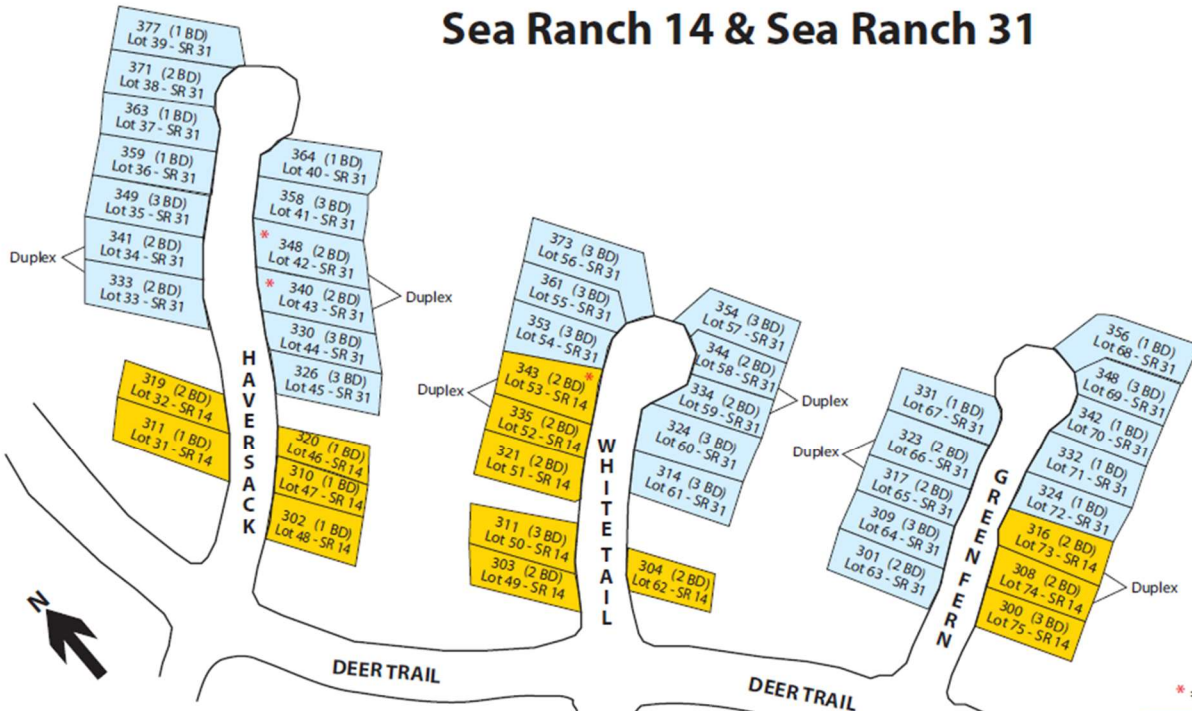 Sea Ranch 14 & Sea Ranch 31
377 (1 BD)
Lot 39 - SR 31
371 (2 BD)
Lot 38 - SR 31
363 (1 BD)
Lot 37 - SR 31
359 (1 BD)
Lot 36 - SR 31
349 (3 BD)
Lot 35 - SR 31
341 (2 BD)
Lot 34 - SR 31
333 (2 BD)
Lot 33 - SR 31
Duplex
319 (2 BD)
Lot 32 - SR 14
311 (1 BD)
Lot 31 - SR 14
HAVERSACK
364 (1 BD)
Lot 40 - SR 31
358 (3 BD)
Lot 41 - SR 31
* 348 (2 BD)
Lot 42 - SR 31
* 340 (2 BD)
Lot 43 - SR 31
Duplex
330 (3 BD)
Lot 44 - SR 31
326 (3 BD)
Lot 45 - SR 31
320 (1 BD)
Lot 46 - SR 14
310 (1 BD)
Lot 47 - SR 14
302 (1 BD)
Lot 48 - SR 14
373 (3 BD)
Lot 56 - SR 31
361 (3 BD)
Lot 55 - SR 31
353 (3 BD)
Lot 54 - SR 31
343 (2 BD) *
Lot 53 - SR 14
Duplex
335 (2 BD)
Lot 52 - SR 14
321 (2 BD)
Lot 51 - SR 14
311 (3 BD)
Lot 50 - SR 14
303 (2 BD)
Lot 49 - SR 14
WHITE TAIL
354 (3 BD)
Lot 57 - SR 31
344 (2 BD)
Lot 58 - SR 31
334 (2 BD)
Lot 59 - SR 31
Duplex
324 (3 BD)
Lot 60 - SR 31
314 (3 BD)
Lot 61 - SR 31
304 (2 BD)
Lot 62 - SR 14
331 (1 BD)
Lot 67 - SR 31
323 (2 BD)
Lot 66 - SR 31
Duplex
317 (2 BD)
Lot 65 - SR 31
309 (3 BD)
Lot 64 - SR 31
301 (2 BD)
Lot 63 - SR 31
GREEN FERN
356 (1 BD)
Lot 68 - SR 31
348 (3 BD)
Lot 69 - SR 31
342 (2 BD)
Lot 70 - SR 31
332 (1 BD)
Lot 71 - SR 31
324 (1 BD)
Lot 72 - SR 31
316 (2 BD)
Lot 73 - SR 14
308 (2 BD)
Lot 74 - SR 14
Duplex
300 (3 BD)
Lot 75 - SR 14
N
DEER TRAIL
DEER TRAIL
*